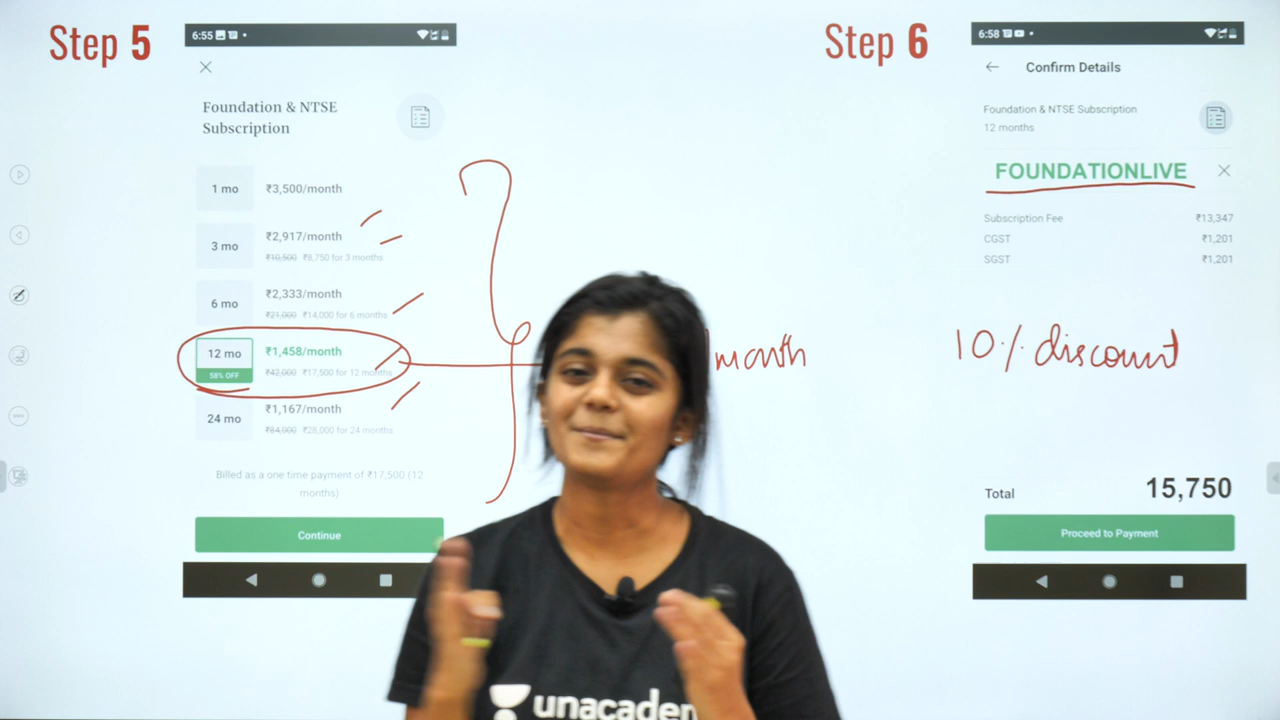 Step 5
6:55
Foundation & NTSE
Subscription
1 mo ₹3,500/month
3 mo ₹2,917/month
₹10,500 ₹8,750 for 3 months
6 mo ₹2,333/month
₹21,000 ₹14,000 for 6 months
12 mo ₹1,458/month
58% OFF ₹42,000 ₹17,500 for 12 months
24 mo ₹1,167/month
₹84,000 ₹28,000 for 24 months
Billed as a one time payment of ₹17,500 (12
months)
Continue
month
Step 6
6:58
Confirm Details
Foundation & NTSE Subscription
12 months
FOUNDATIONLIVE
Subscription Fee ₹13,347
CGST ₹1,201
SGST ₹1,201
10% discount
Total 15,750
Proceed to Payment
unacadem